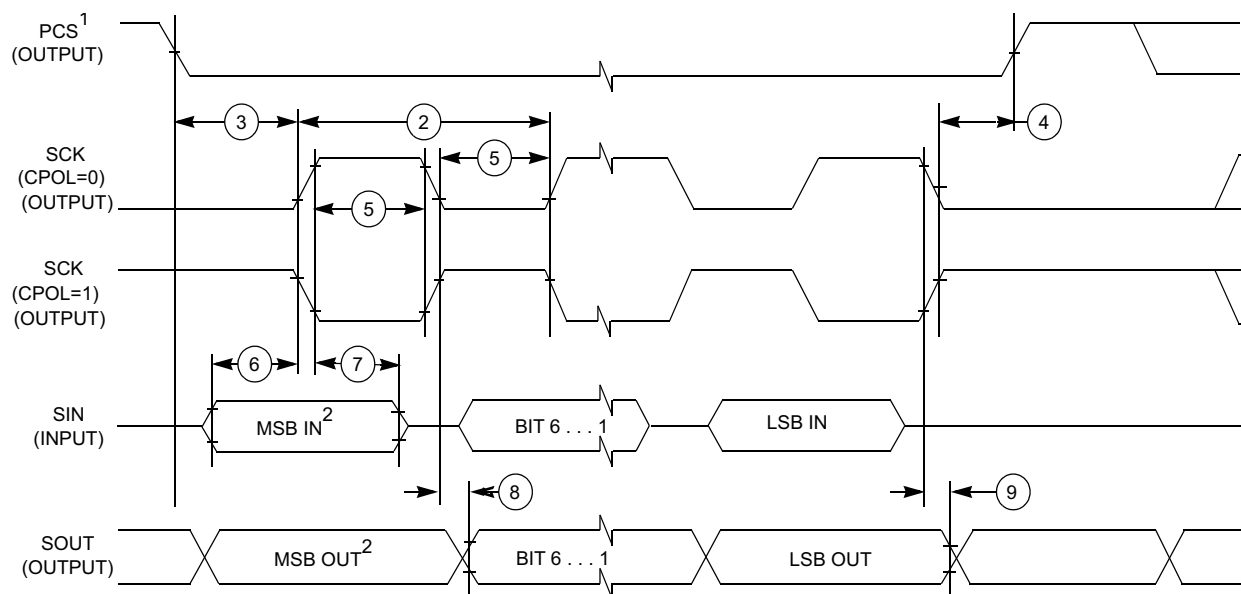 PCS1
(OUTPUT)
3
2
4
SCK
(CPOL=0)
(OUTPUT)
5
5
SCK
(CPOL=1)
(OUTPUT)
6
7
SIN
(INPUT)
MSB IN2
BIT 6 . . . 1
LSB IN
8
9
SOUT
(OUTPUT)
MSB OUT2
BIT 6 . . . 1
LSB OUT